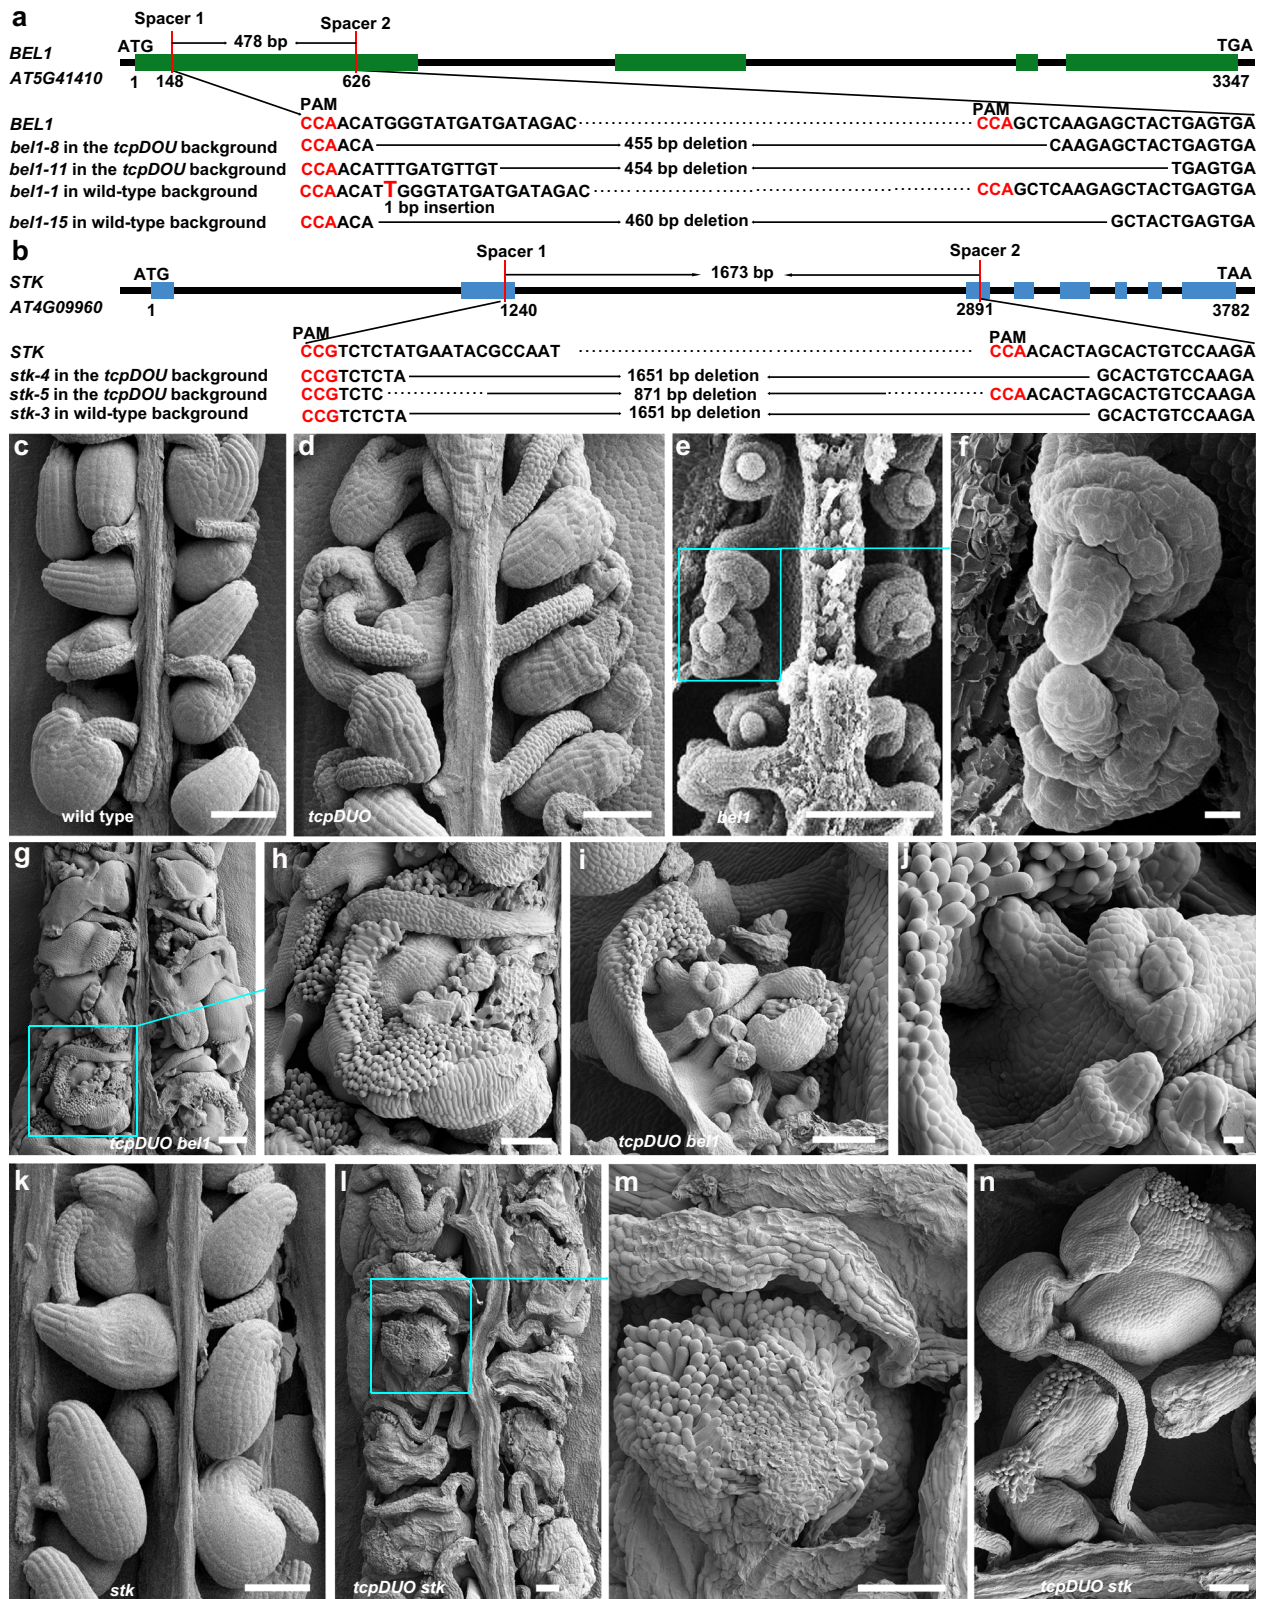 a
Spacer 1
Spacer 2
BEL1
ATG
478 bp
TGA
AT5G41410
1
148
626
3347
PAM
PAM
BEL1
CCAACATGGGTATGATGATAGAC
CCAGCTCAAGAGCTACTGAGTGA
bel1-8 in the tcpDOU background
CCAACA
455 bp deletion
CAAGAGCTACTGAGTGA
bel1-11 in the tcpDOU background
CCAACATTTGATGTTGT
454 bp deletion
TGAGTGA
bel1-1 in wild-type background
CCAACATTGGGTATGATGATAGAC
CCAGCTCAAGAGCTACTGAGTGA
1 bp insertion
bel1-15 in wild-type background
CCAACA
460 bp deletion
GCTACTGAGTGA
b
Spacer 1
Spacer 2
STK
ATG
1673 bp
TAA
AT4G09960
1
1240
2891
3782
PAM
PAM
STK
CCGTCTCTATGAATACGCCAAT
CCAACACTAGCACTGTCCAAGA
stk-4 in the tcpDOU background
CCGTCTCTA
1651 bp deletion
GCACTGTCCAAGA
stk-5 in the tcpDOU background
CCGTCTC
871 bp deletion
CCAACACTAGCACTGTCCAAGA
stk-3 in wild-type background
CCGTCTCTA
1651 bp deletion
GCACTGTCCAAGA
c
wild type
d
tcpDUO
e
bel1
f
g
tcpDUO bel1
h
i
tcpDUO bel1
j
k
stk
l
tcpDUO stk
m
n
tcpDUO stk